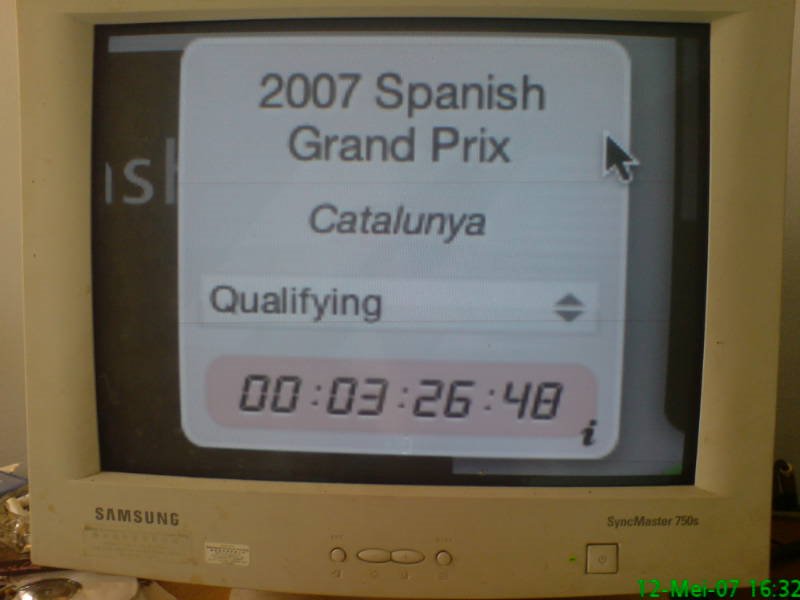 2007 Spanish
Grand Prix
Catalunya
Qualifying
00:03:26:48
i
SAMSUNG
SyncMaster 750s
12-Mei-07 16:32